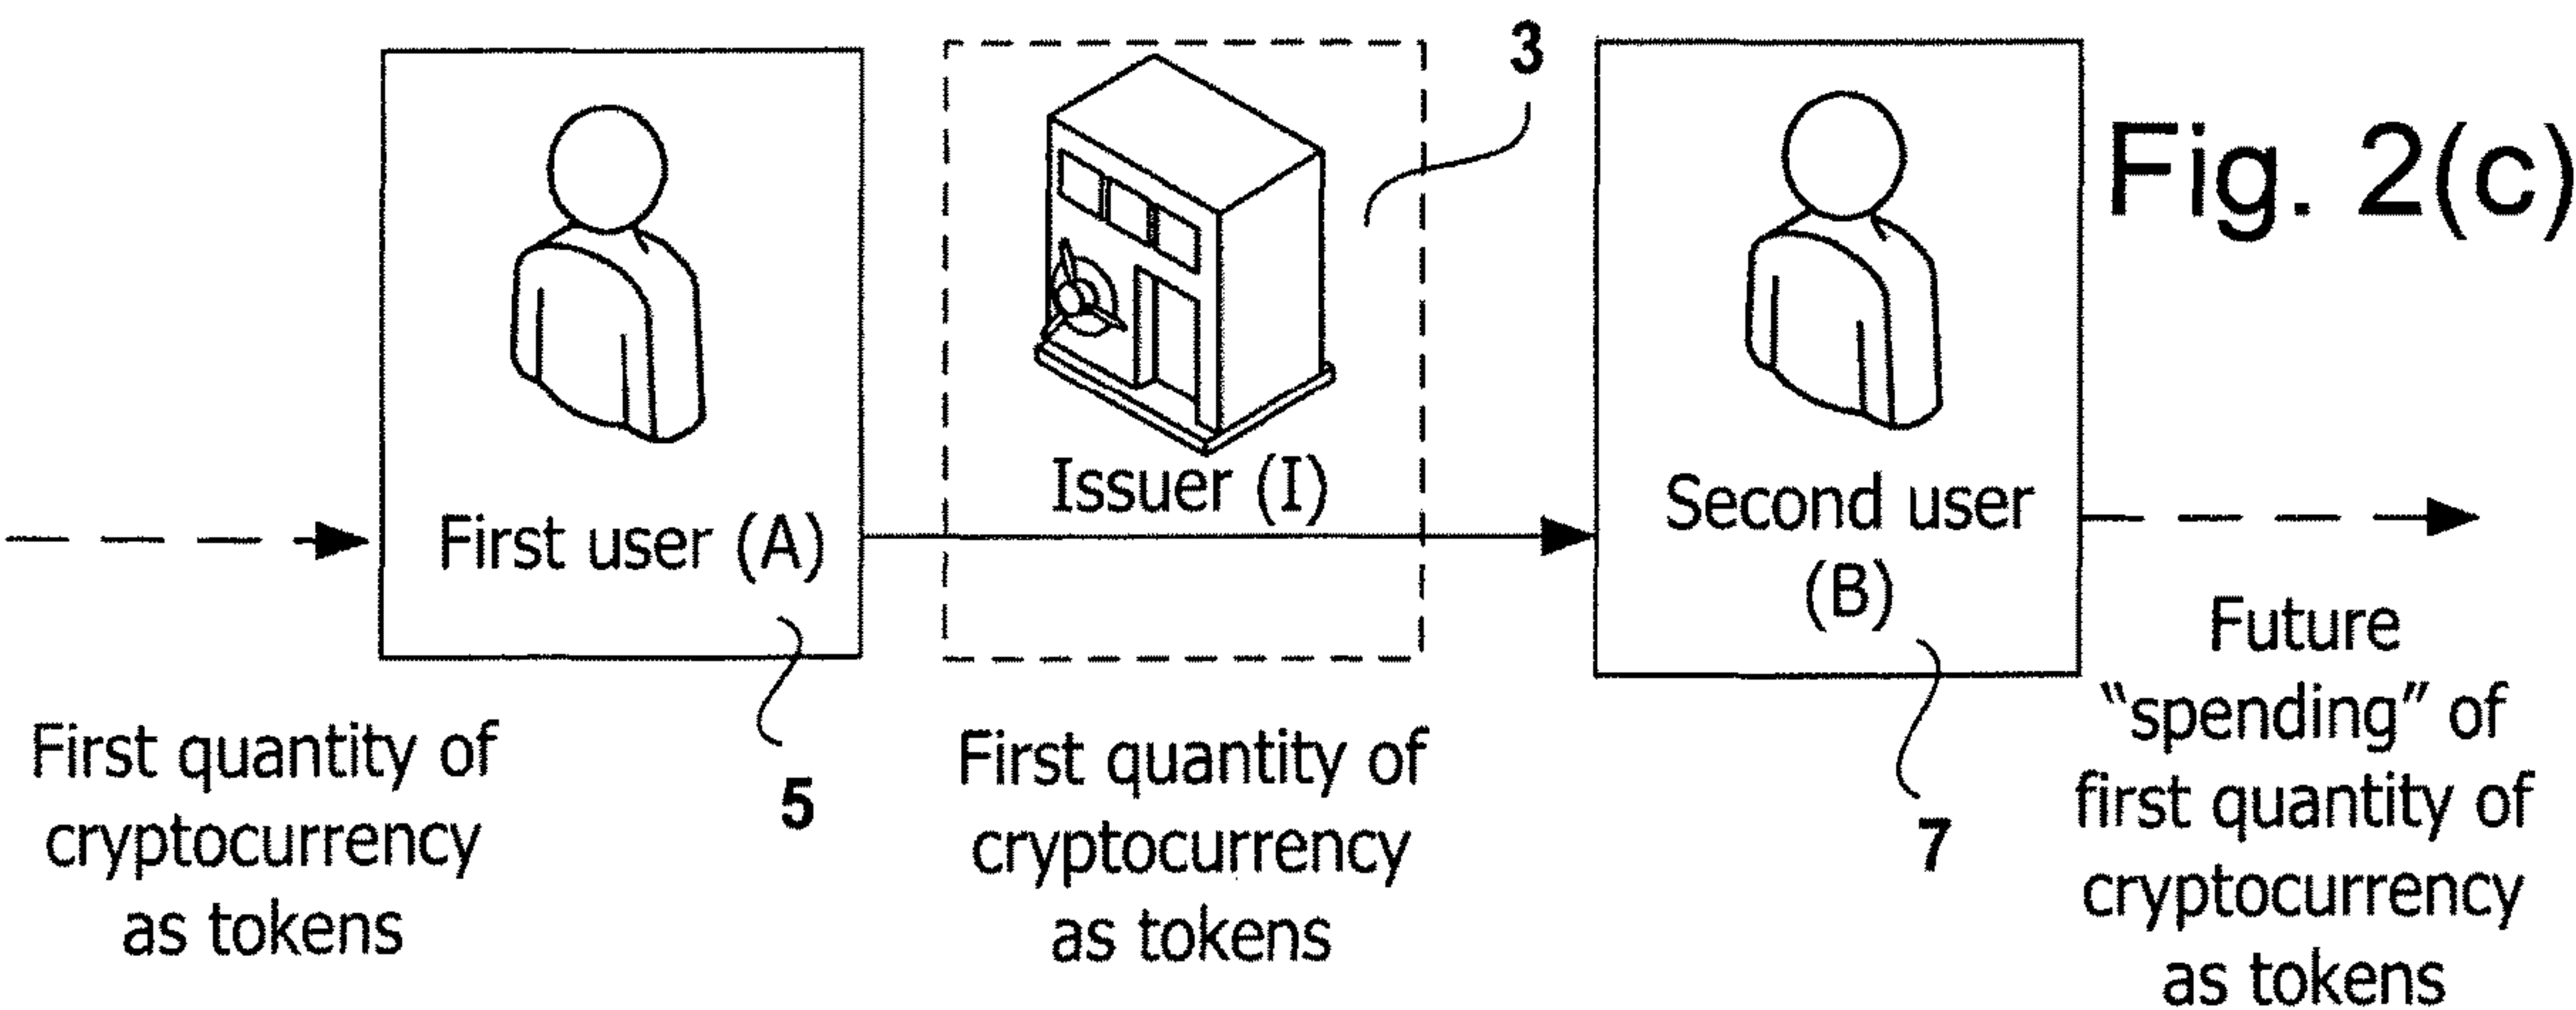 3
Fig. 2(c)
Issuer (I)
First user (A)
Second user
(B)
First quantity of
cryptocurrency
as tokens
5
First quantity of
cryptocurrency
as tokens
7
Future
“spending” of
first quantity of
cryptocurrency
as tokens